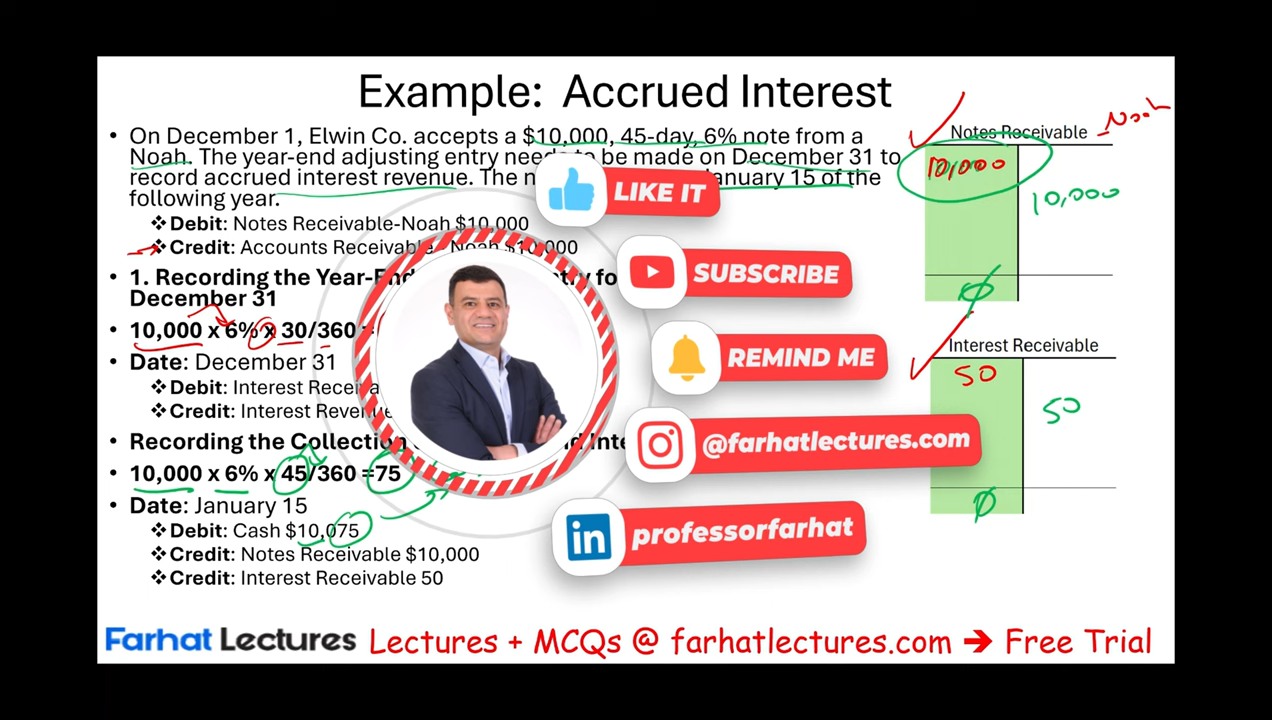 Example: Accrued Interest
• On December 1, Elwin Co. accepts a $10,000, 45-day, 6% note from a
Noah. The year-end adjusting entry needs to be made on December 31 to
record accrued interest revenue. The n January 15 of the
following year.
❖Debit: Notes Receivable-Noah $10,000
❖Credit: Accounts Receivable - Noah $10,000
• 1. Recording the Year-End fo
December 31
• 10,000 x 6% x 30/360 =
• Date: December 31
❖Debit: Interest Receiva
❖Credit: Interest Revenue
• Recording the Collection Inte
• 10,000 x 6% x 45/360 =75
• Date: January 15
❖Debit: Cash $10,075
❖Credit: Notes Receivable $10,000
❖Credit: Interest Receivable 50
Notes Receivable - Noah
10,000
10,000
Interest Receivable
50
50
LIKE IT
SUBSCRIBE
REMIND ME
@farhatlectures.com
in professorfarhat
Farhat Lectures Lectures + MCQs @ farhatlectures.com → Free Trial